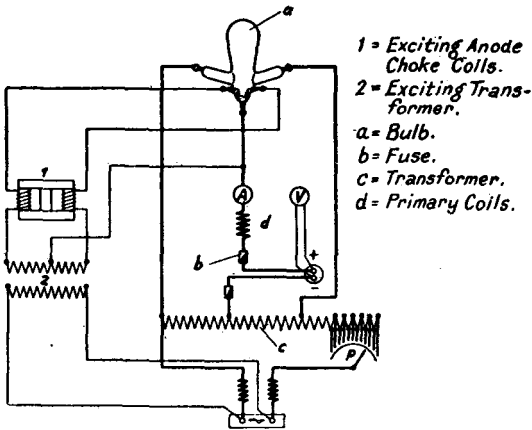 a
1 = Exciting Anode
Choke Coils.
2 = Exciting Trans-
former.
a = Bulb.
b = Fuse.
c = Transformer.
d = Primary Coils.
1
A
V
d
b
+
-
2
c
P
~